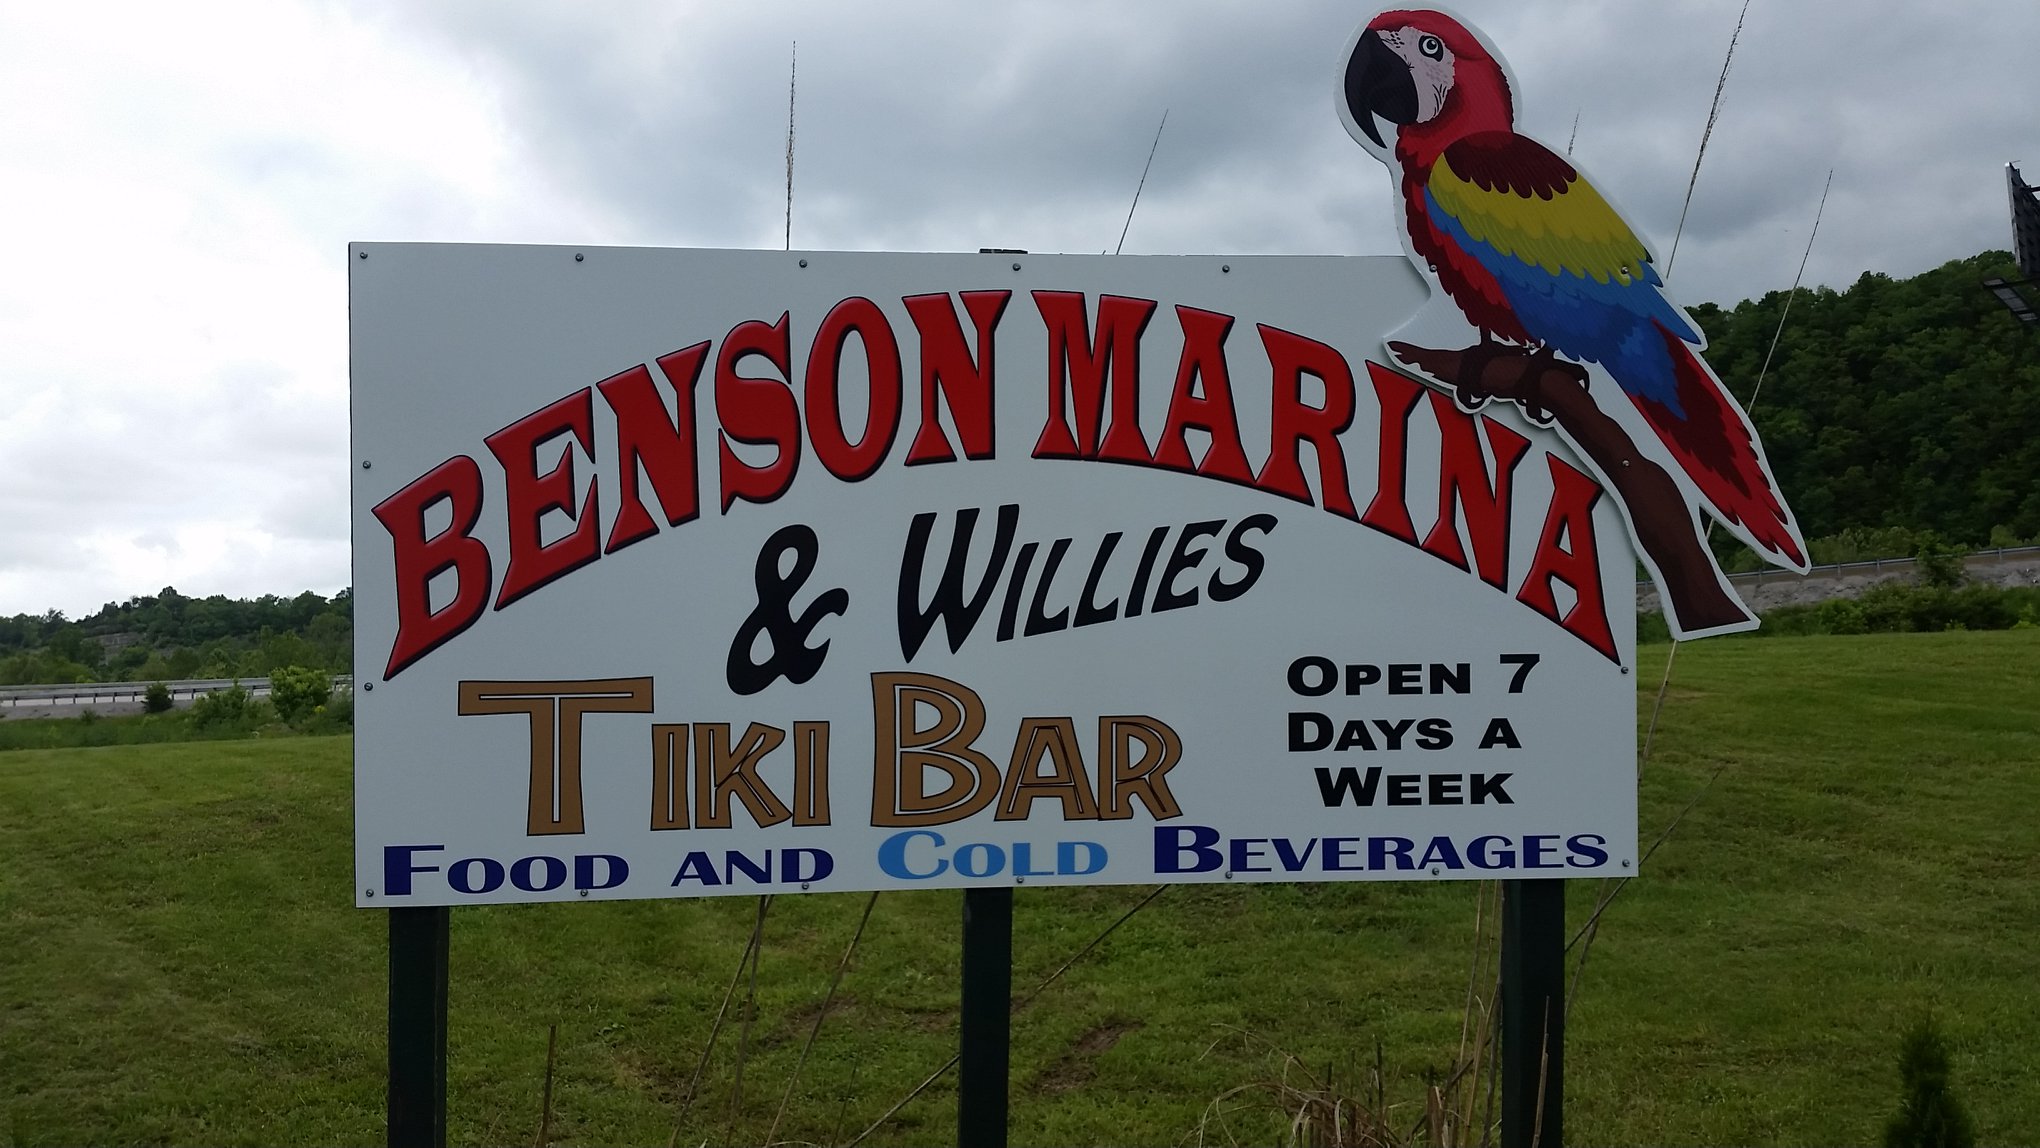 BENSON MARINA
& WILLIES
TIKI BAR
OPEN 7
DAYS A
WEEK
FOOD AND COLD BEVERAGES